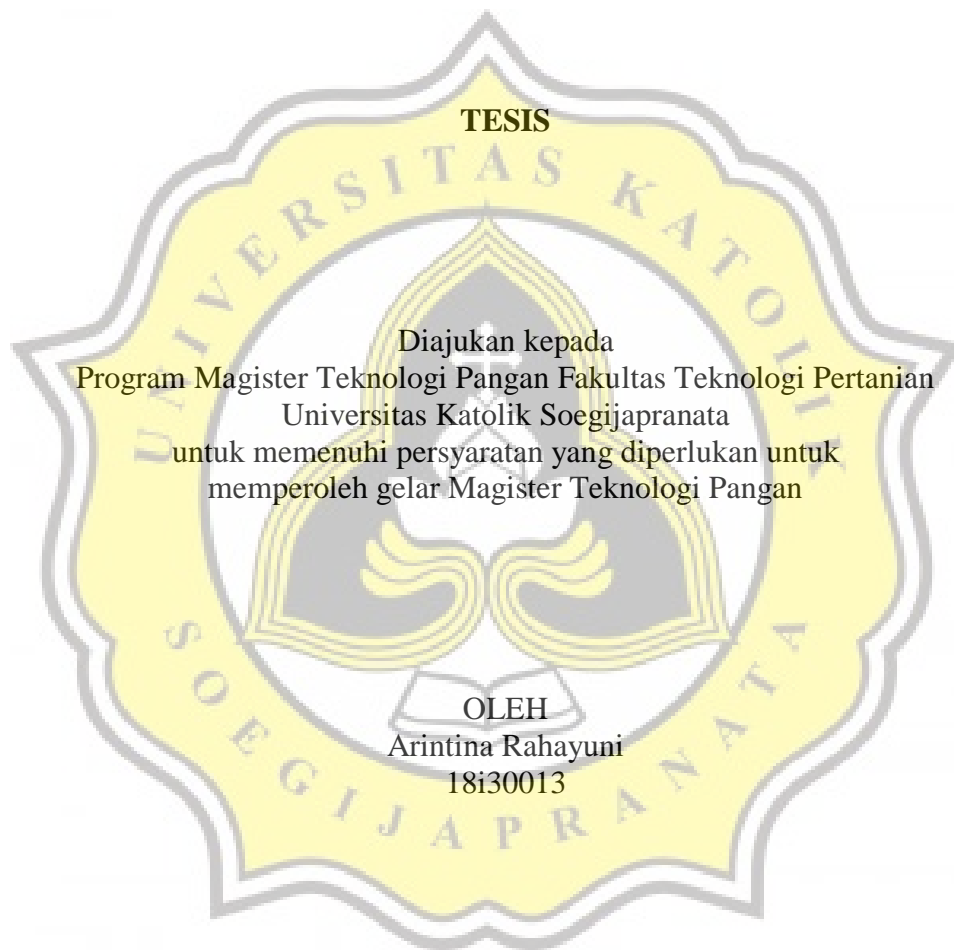 TESIS
UNIVERSITAS KATOLIK
Diajukan kepada
Program Magister Teknologi Pangan Fakultas Teknologi Pertanian
Universitas Katolik Soegijapranata
untuk memenuhi persyaratan yang diperlukan untuk
memperoleh gelar Magister Teknologi Pangan
OLEH
Arintina Rahayuni
18i30013
SOEGIJAPRANATA